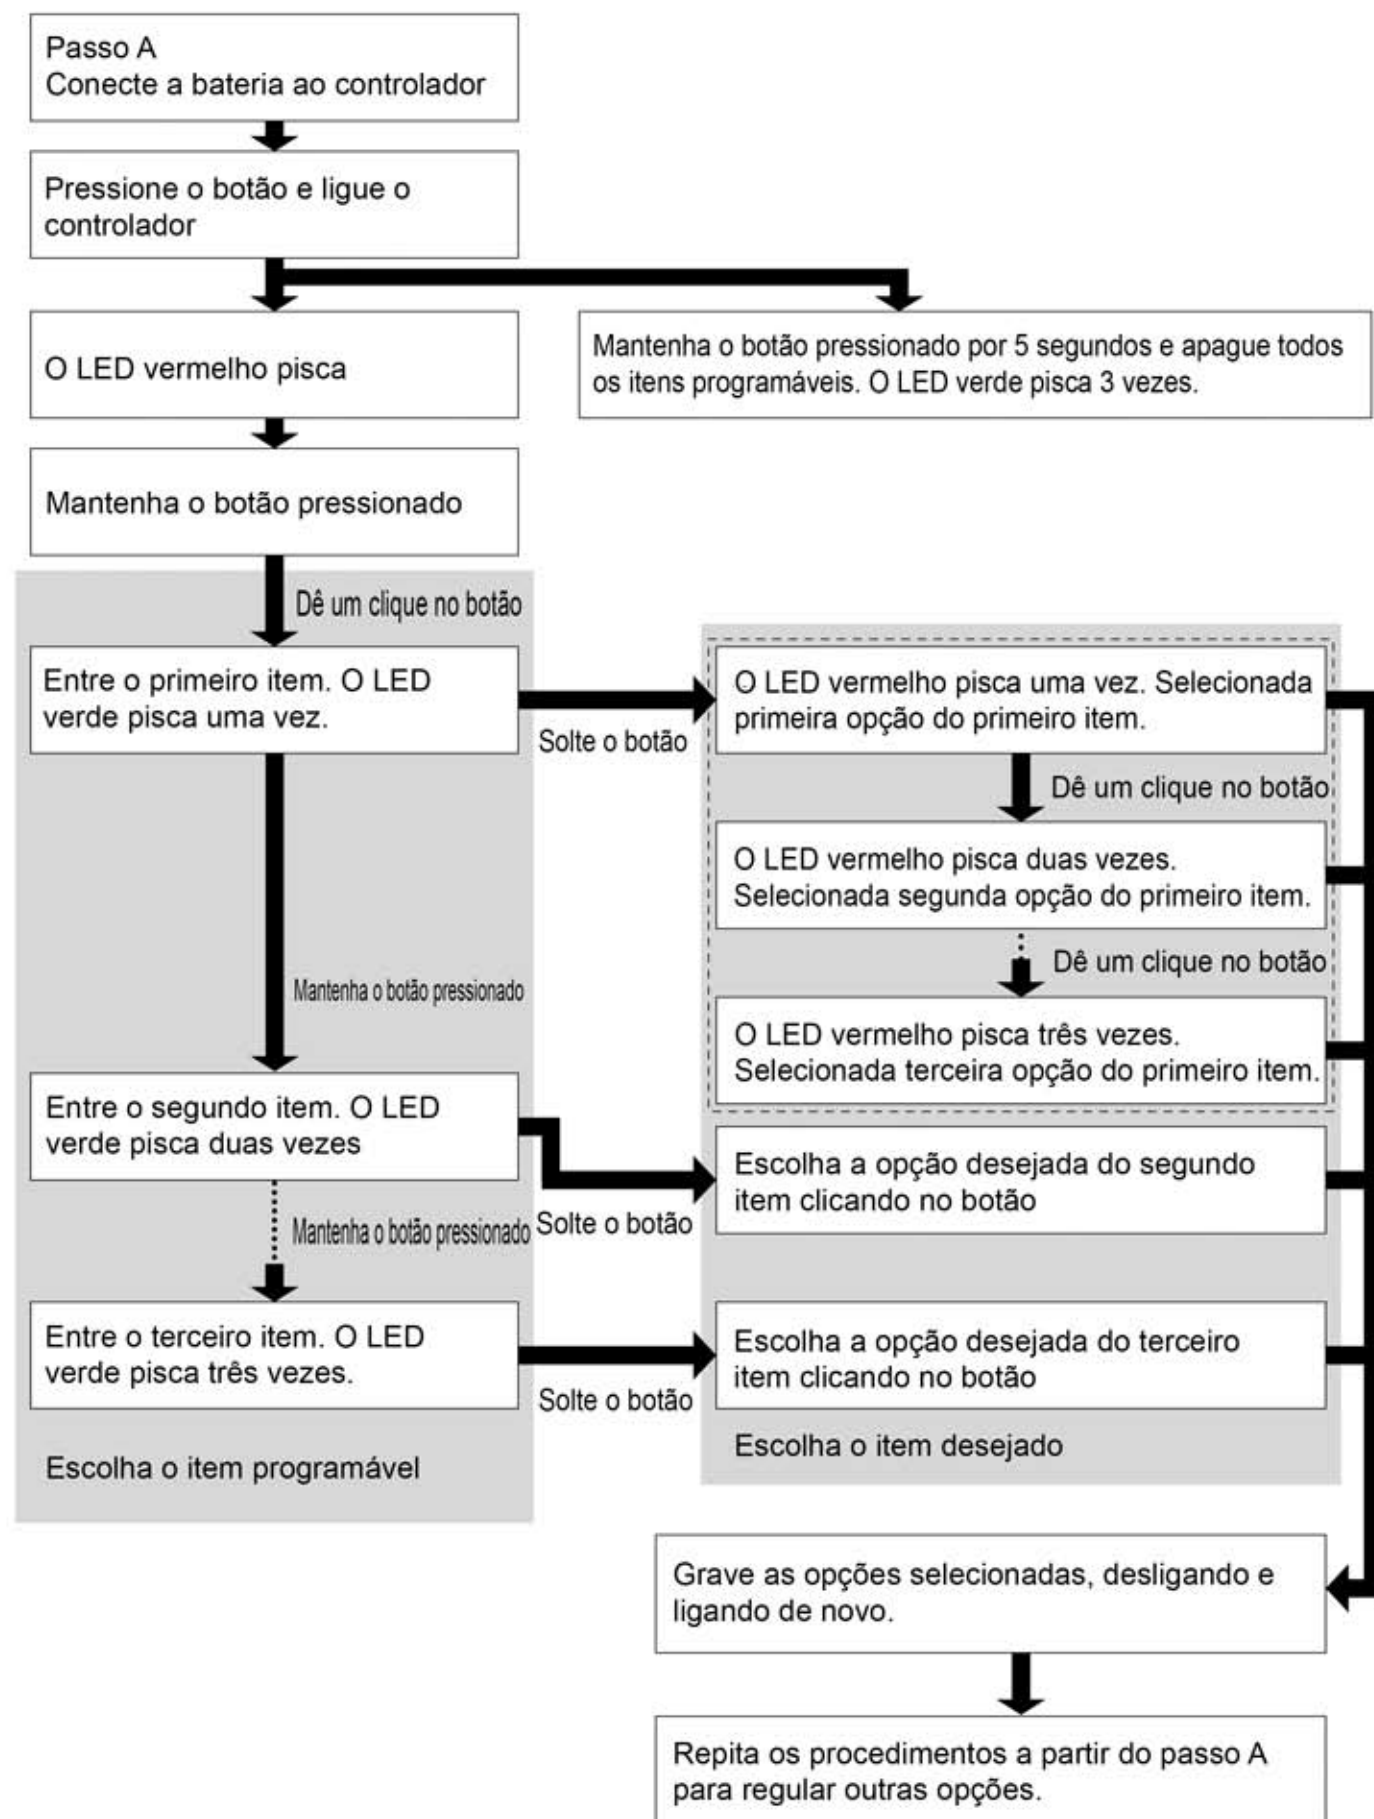 Passo A
Conecte a bateria ao controlador
Pressione o botão e ligue o
controlador
O LED vermelho pisca
Mantenha o botão pressionado por 5 segundos e apague todos
os itens programáveis. O LED verde pisca 3 vezes.
Mantenha o botão pressionado
Dê um clique no botão
Entre o primeiro item. O LED
verde pisca uma vez.
Solte o botão
O LED vermelho pisca uma vez. Selecionada
primeira opção do primeiro item.
Dê um clique no botão
O LED vermelho pisca duas vezes.
Selecionada segunda opção do primeiro item.
Dê um clique no botão
Mantenha o botão pressionado
O LED vermelho pisca três vezes.
Selecionada terceira opção do primeiro item.
Entre o segundo item. O LED
verde pisca duas vezes
Solte o botão
Escolha a opção desejada do segundo
item clicando no botão
Mantenha o botão pressionado
Entre o terceiro item. O LED
verde pisca três vezes.
Solte o botão
Escolha a opção desejada do terceiro
item clicando no botão
Escolha o item programável
Escolha o item desejado
Grave as opções selecionadas, desligando e
ligando de novo.
Repita os procedimentos a partir do passo A
para regular outras opções.